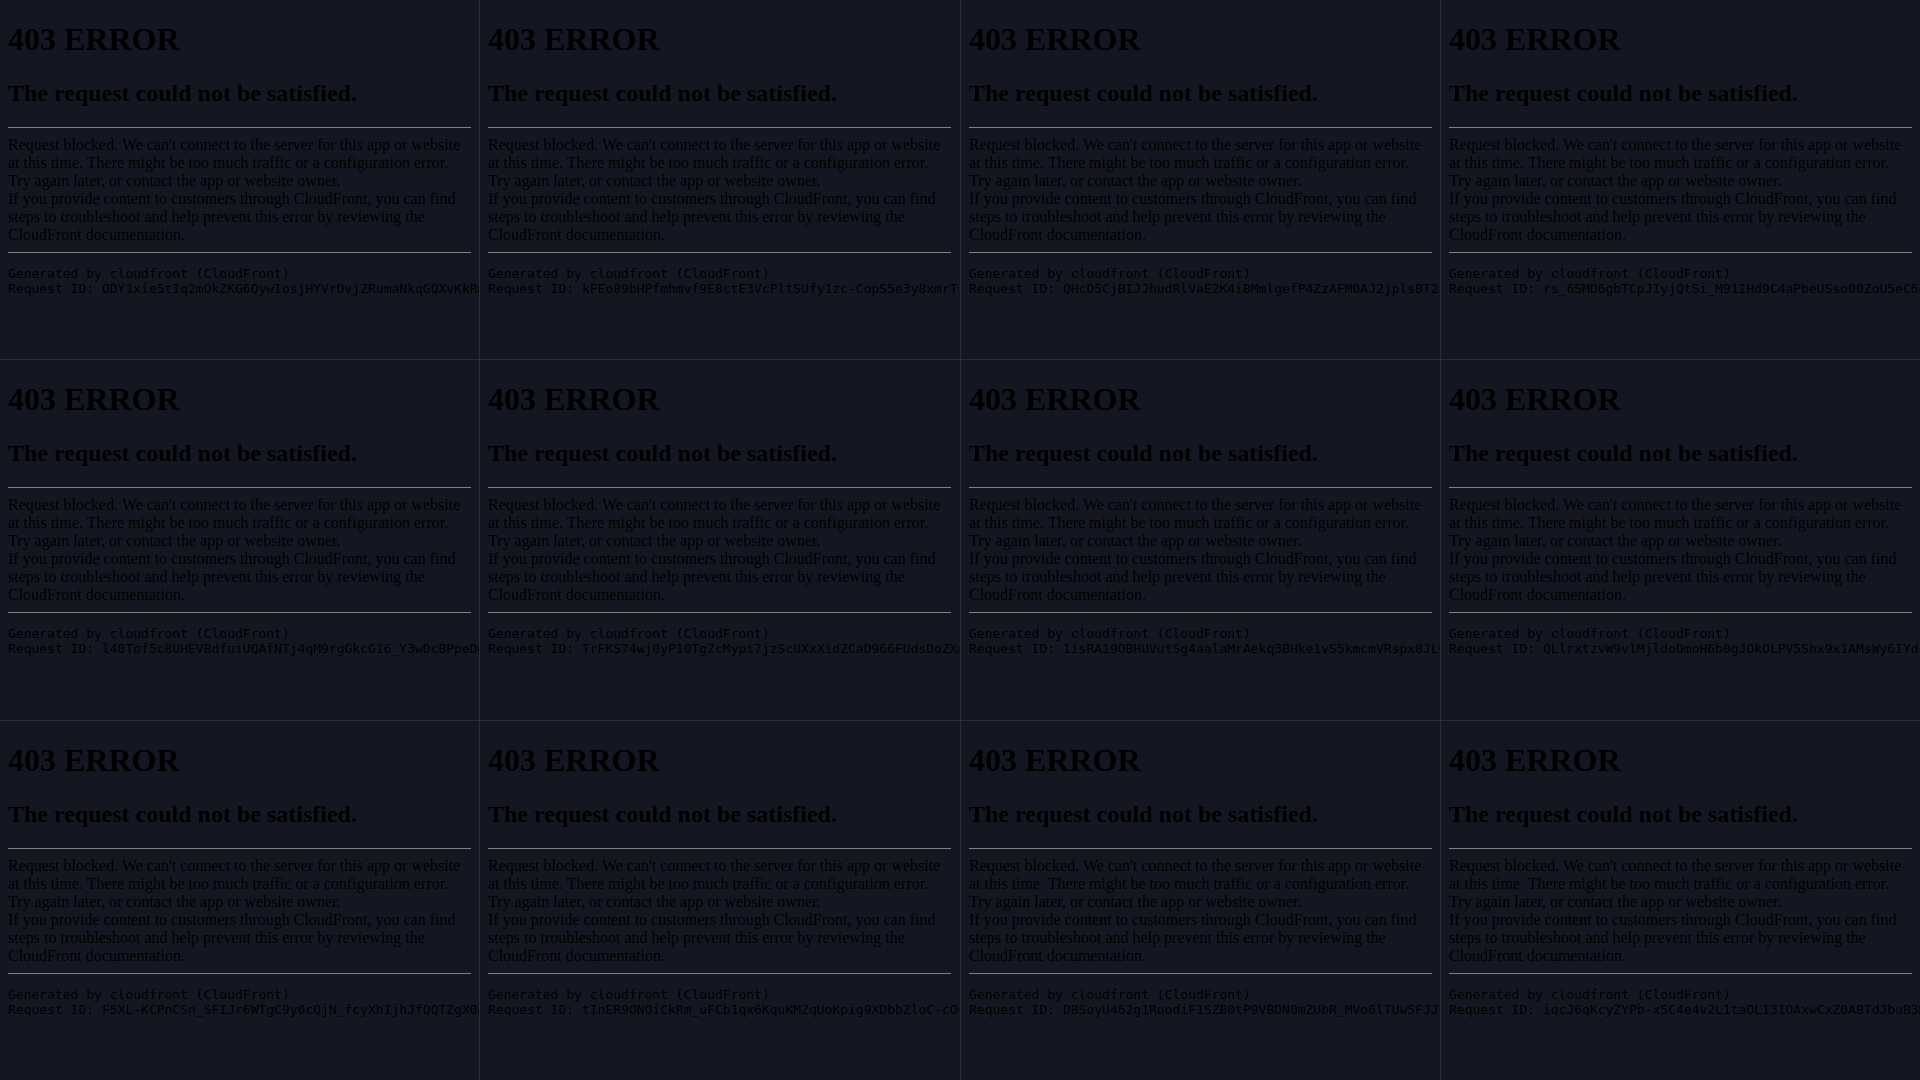 403 ERROR
The request could not be satisfied.
Request blocked. We can't connect to the server for this app or website
at this time. There might be too much traffic or a configuration error.
Try again later, or contact the app or website owner.
If you provide content to customers through CloudFront, you can find
steps to troubleshoot and help prevent this error by reviewing the
CloudFront documentation.
Generated by cloudfront (CloudFront)
Request ID:
403 ERROR
The request could not be satisfied.
Request blocked. We can't connect to the server for this app or website
at this time. There might be too much traffic or a configuration error.
Try again later, or contact the app or website owner.
If you provide content to customers through CloudFront, you can find
steps to troubleshoot and help prevent this error by reviewing the
CloudFront documentation.
Generated by cloudfront (CloudFront)
Request ID:
403 ERROR
The request could not be satisfied.
Request blocked. We can't connect to the server for this app or website
at this time. There might be too much traffic or a configuration error.
Try again later, or contact the app or website owner.
If you provide content to customers through CloudFront, you can find
steps to troubleshoot and help prevent this error by reviewing the
CloudFront documentation.
Generated by cloudfront (CloudFront)
Request ID:
403 ERROR
The request could not be satisfied.
Request blocked. We can't connect to the server for this app or website
at this time. There might be too much traffic or a configuration error.
Try again later, or contact the app or website owner.
If you provide content to customers through CloudFront, you can find
steps to troubleshoot and help prevent this error by reviewing the
CloudFront documentation.
Generated by cloudfront (CloudFront)
Request ID:
403 ERROR
The request could not be satisfied.
Request blocked. We can't connect to the server for this app or website
at this time. There might be too much traffic or a configuration error.
Try again later, or contact the app or website owner.
If you provide content to customers through CloudFront, you can find
steps to troubleshoot and help prevent this error by reviewing the
CloudFront documentation.
Generated by cloudfront (CloudFront)
Request ID:
403 ERROR
The request could not be satisfied.
Request blocked. We can't connect to the server for this app or website
at this time. There might be too much traffic or a configuration error.
Try again later, or contact the app or website owner.
If you provide content to customers through CloudFront, you can find
steps to troubleshoot and help prevent this error by reviewing the
CloudFront documentation.
Generated by cloudfront (CloudFront)
Request ID:
403 ERROR
The request could not be satisfied.
Request blocked. We can't connect to the server for this app or website
at this time. There might be too much traffic or a configuration error.
Try again later, or contact the app or website owner.
If you provide content to customers through CloudFront, you can find
steps to troubleshoot and help prevent this error by reviewing the
CloudFront documentation.
Generated by cloudfront (CloudFront)
Request ID:
403 ERROR
The request could not be satisfied.
Request blocked. We can't connect to the server for this app or website
at this time. There might be too much traffic or a configuration error.
Try again later, or contact the app or website owner.
If you provide content to customers through CloudFront, you can find
steps to troubleshoot and help prevent this error by reviewing the
CloudFront documentation.
Generated by cloudfront (CloudFront)
Request ID:
403 ERROR
The request could not be satisfied.
Request blocked. We can't connect to the server for this app or website
at this time. There might be too much traffic or a configuration error.
Try again later, or contact the app or website owner.
If you provide content to customers through CloudFront, you can find
steps to troubleshoot and help prevent this error by reviewing the
CloudFront documentation.
Generated by cloudfront (CloudFront)
Request ID:
403 ERROR
The request could not be satisfied.
Request blocked. We can't connect to the server for this app or website
at this time. There might be too much traffic or a configuration error.
Try again later, or contact the app or website owner.
If you provide content to customers through CloudFront, you can find
steps to troubleshoot and help prevent this error by reviewing the
CloudFront documentation.
Generated by cloudfront (CloudFront)
Request ID:
403 ERROR
The request could not be satisfied.
Request blocked. We can't connect to the server for this app or website
at this time. There might be too much traffic or a configuration error.
Try again later, or contact the app or website owner.
If you provide content to customers through CloudFront, you can find
steps to troubleshoot and help prevent this error by reviewing the
CloudFront documentation.
Generated by cloudfront (CloudFront)
Request ID:
403 ERROR
The request could not be satisfied.
Request blocked. We can't connect to the server for this app or website
at this time. There might be too much traffic or a configuration error.
Try again later, or contact the app or website owner.
If you provide content to customers through CloudFront, you can find
steps to troubleshoot and help prevent this error by reviewing the
CloudFront documentation.
Generated by cloudfront (CloudFront)
Request ID: